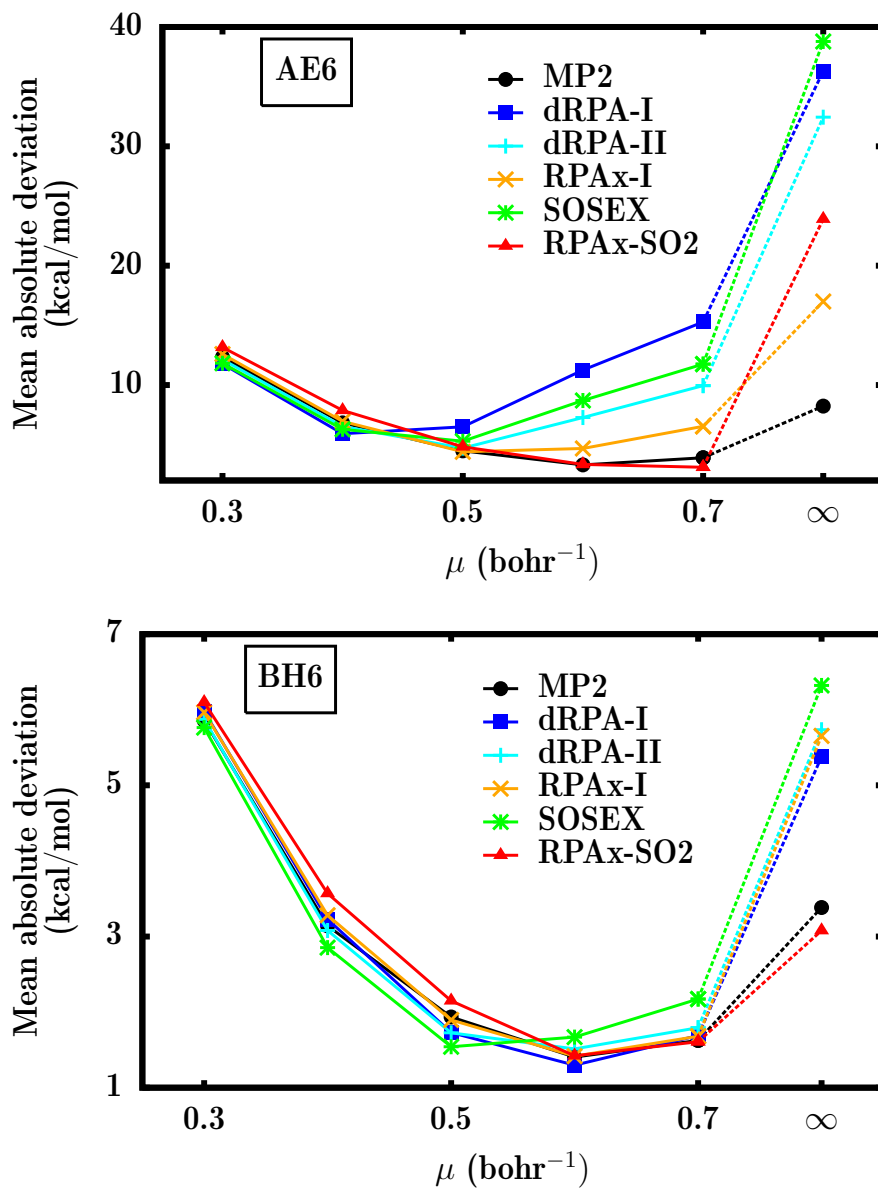 40
30
20
10
Mean absolute deviation
(kcal/mol)
AE6
MP2
dRPA-I
dRPA-II
RPAx-I
SOSEX
RPAx-SO2
0.3 0.5 0.7 ∞
μ (bohr⁻¹)
7
5
3
1
Mean absolute deviation
(kcal/mol)
BH6
MP2
dRPA-I
dRPA-II
RPAx-I
SOSEX
RPAx-SO2
0.3 0.5 0.7 ∞
μ (bohr⁻¹)